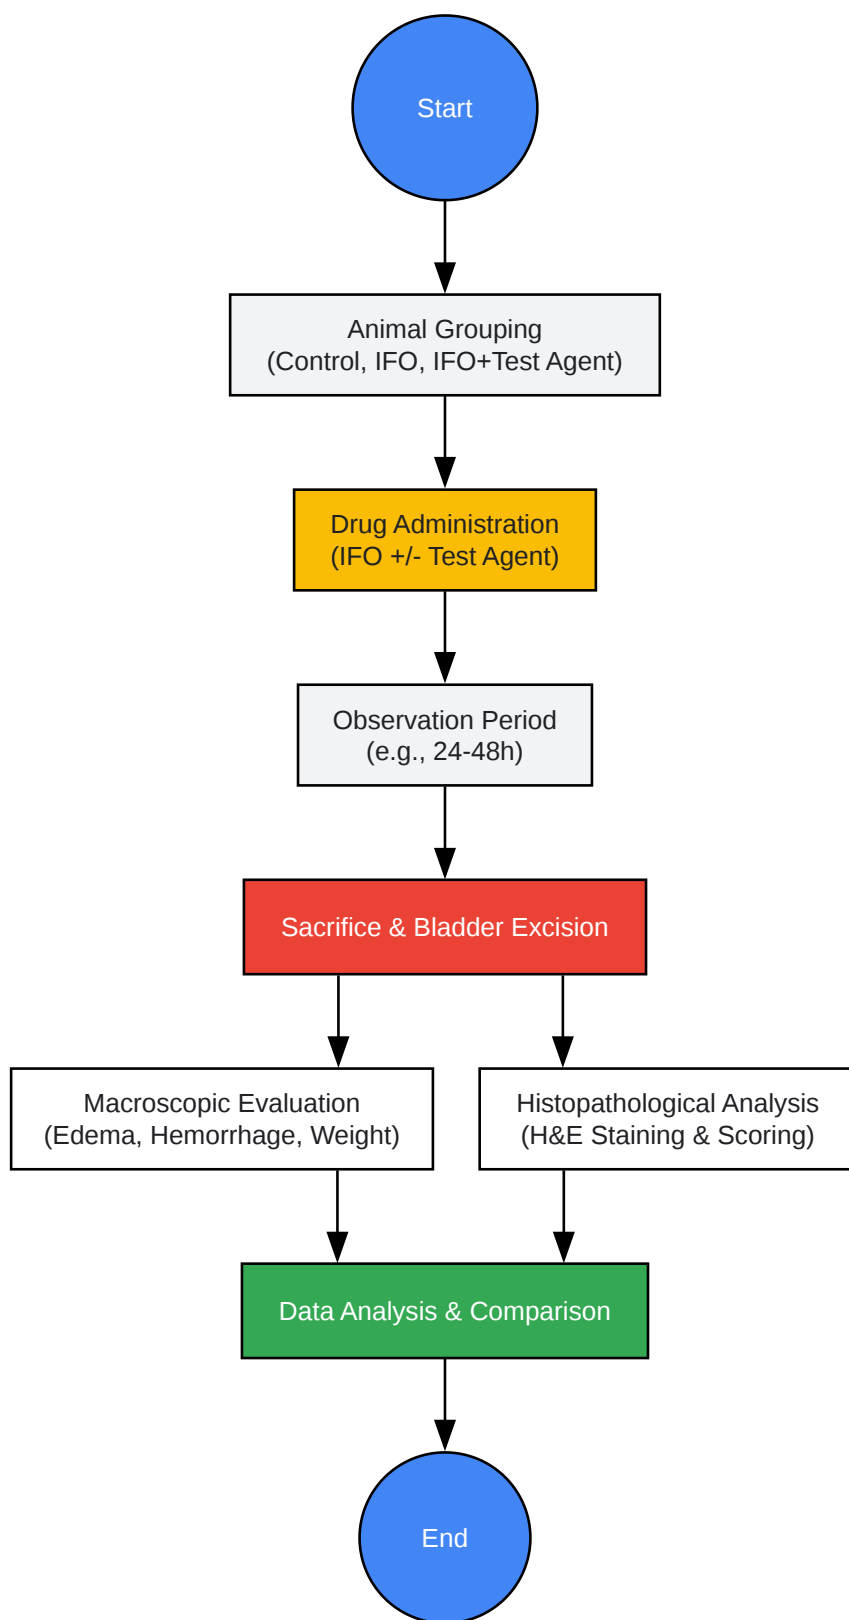 Start
Animal Grouping
(Control, IFO, IFO+Test Agent)
Drug Administration
(IFO +/- Test Agent)
Observation Period
(e.g., 24-48h)
Sacrifice & Bladder Excision
Macroscopic Evaluation
(Edema, Hemorrhage, Weight)
Histopathological Analysis
(H&E Staining & Scoring)
Data Analysis & Comparison
End